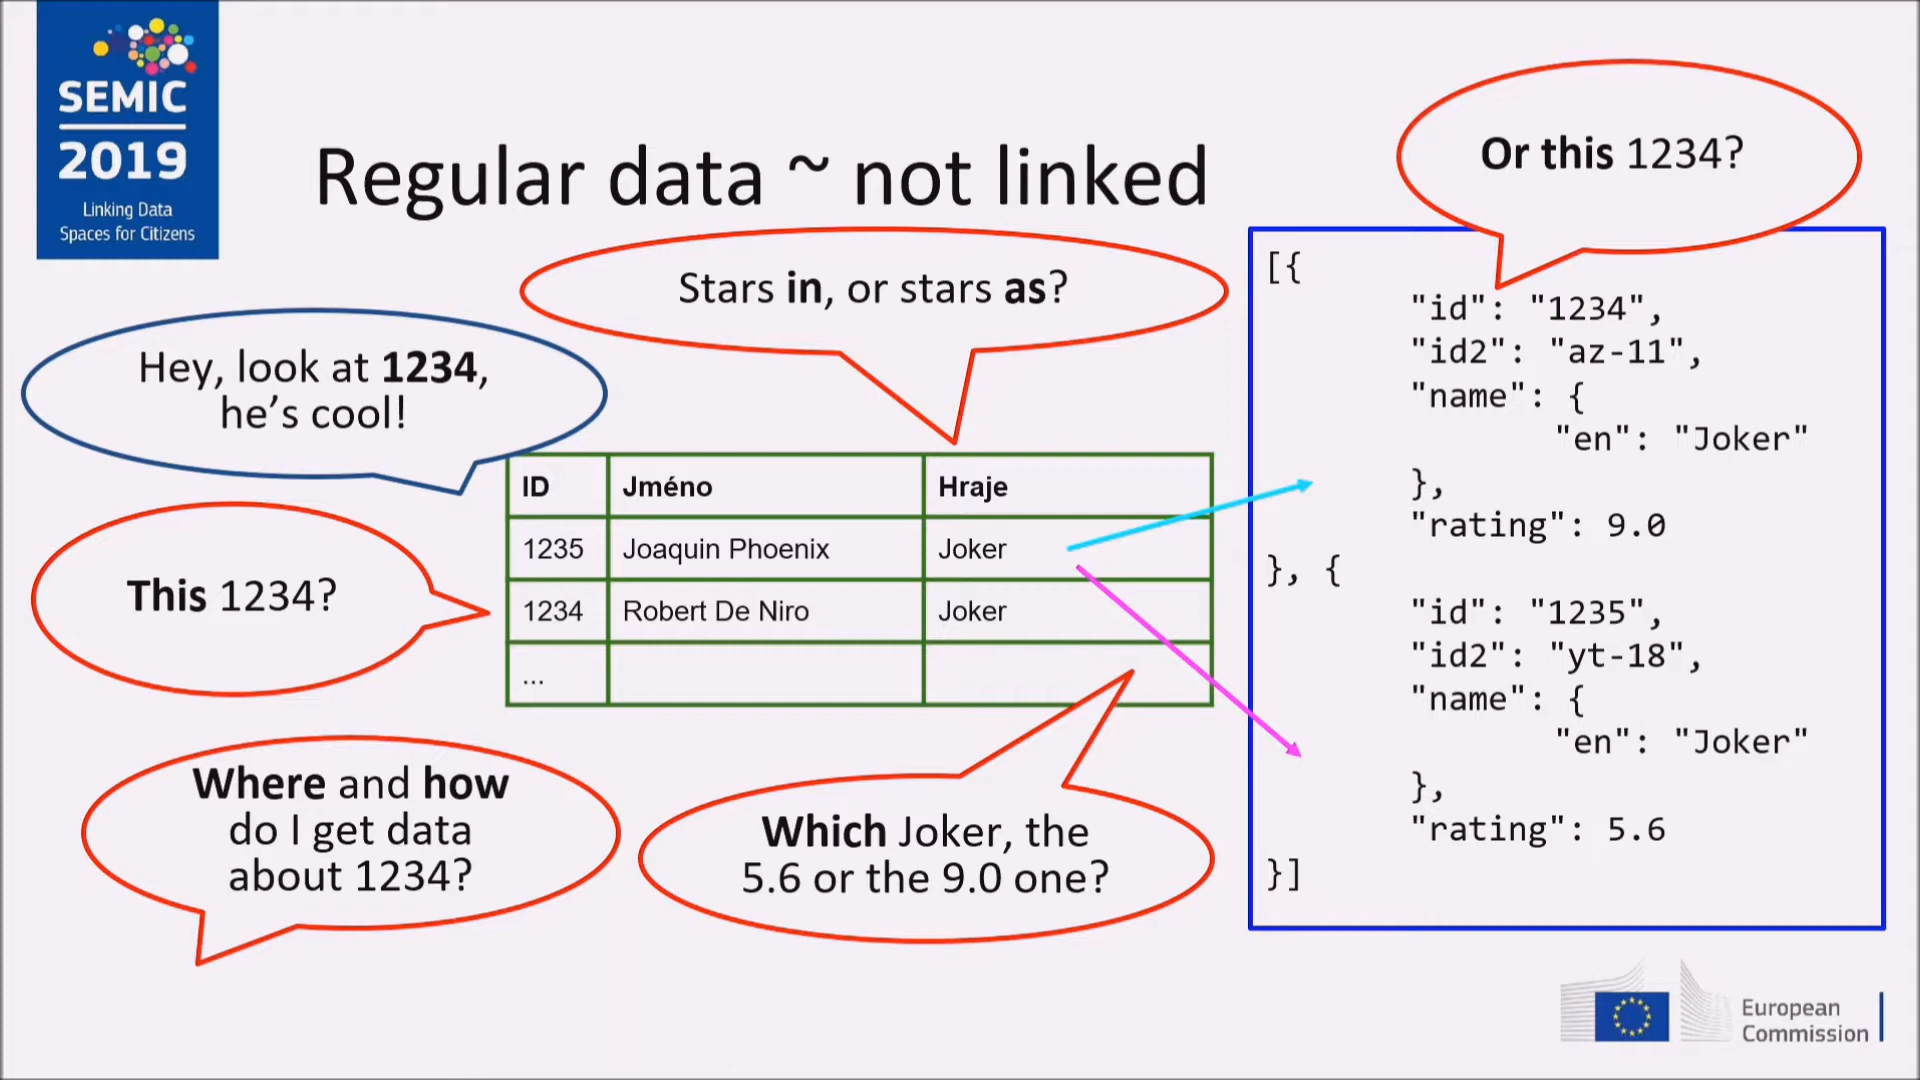 SEMIC
2019
Linking Data
Spaces for Citizens
Regular data ~ not linked
Or this 1234?
Stars in, or stars as?
Hey, look at 1234,
he's cool!
This 1234?
Where and how
do I get data
about 1234?
Which Joker, the
5.6 or the 9.0 one?
ID Jméno Hraje
1235 Joaquin Phoenix Joker
1234 Robert De Niro Joker
...
[{
"id": "1234",
"id2": "az-11",
"name": {
"en": "Joker"
},
"rating": 9.0
}, {
"id": "1235",
"id2": "yt-18",
"name": {
"en": "Joker"
},
"rating": 5.6
}]
European
Commission